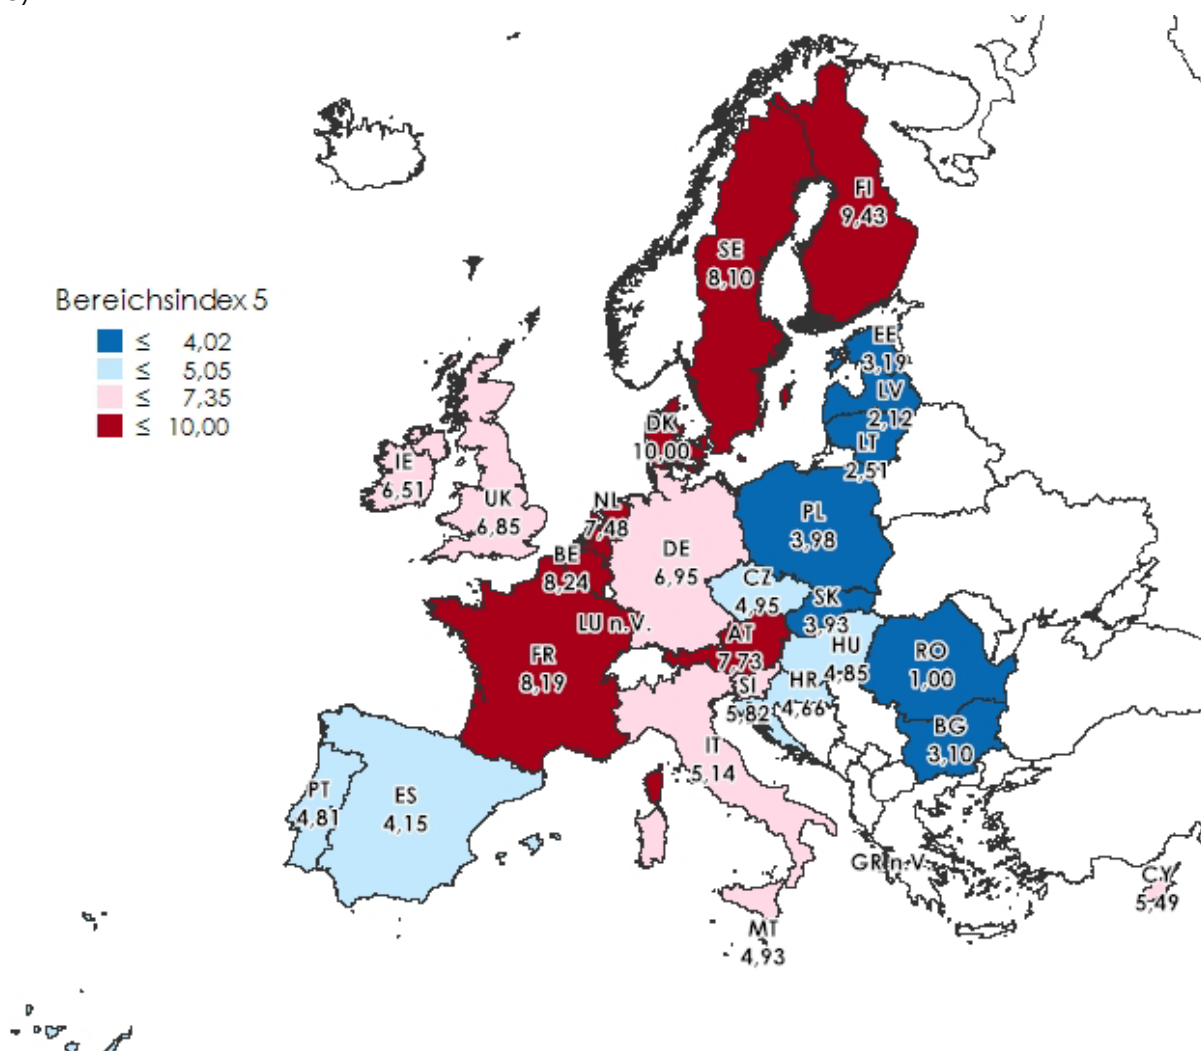 Bereichsindex 5
≤ 4,02
≤ 5,05
≤ 7,35
≤ 10,00
FI
9,43
SE
8,10
EE
3,19
LV
2,12
LT
2,51
DK
10,00
IE
6,51
UK
6,85
NL
7,48
BE
8,24
DE
6,95
PL
3,98
CZ
4,95
SK
3,93
LU n.V.
AT
7,73
HU
4,85
RO
1,00
FR
8,19
SI
5,82
HR
4,66
BG
3,10
IT
5,14
PT
4,81
ES
4,15
GR n.V.
CY
5,49
MT
4,93